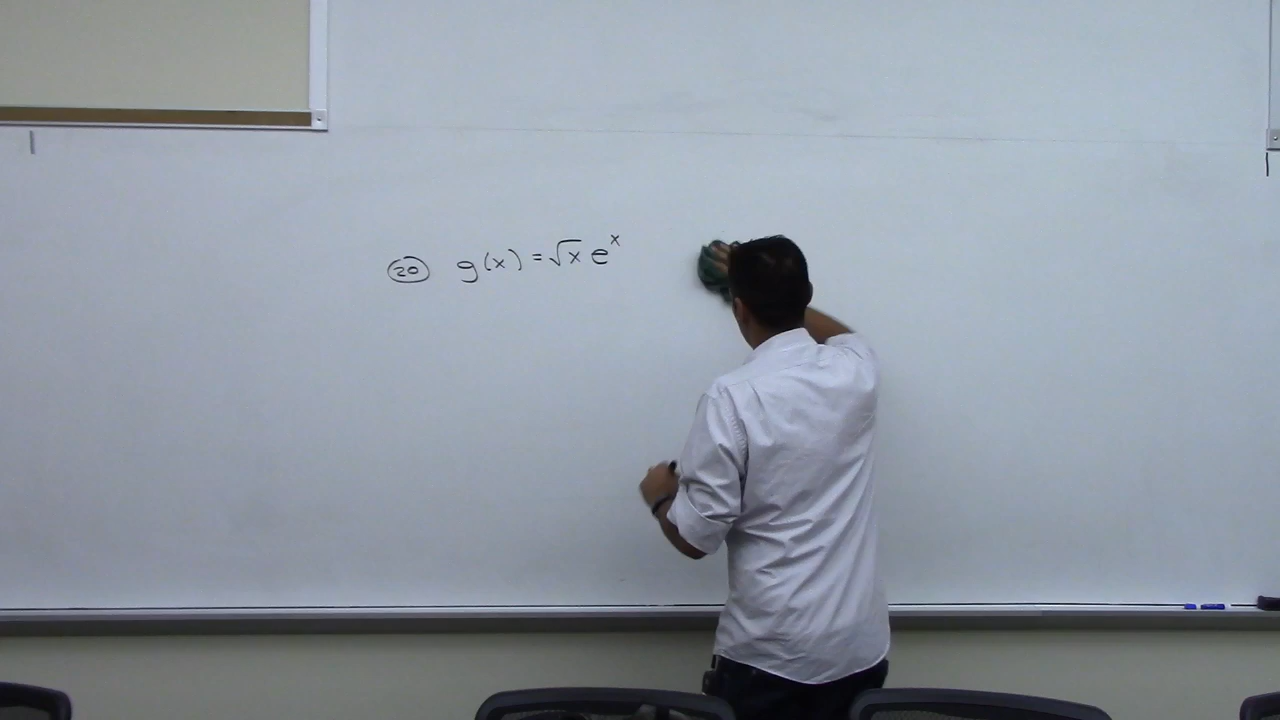 20 g(x) = √x e^x